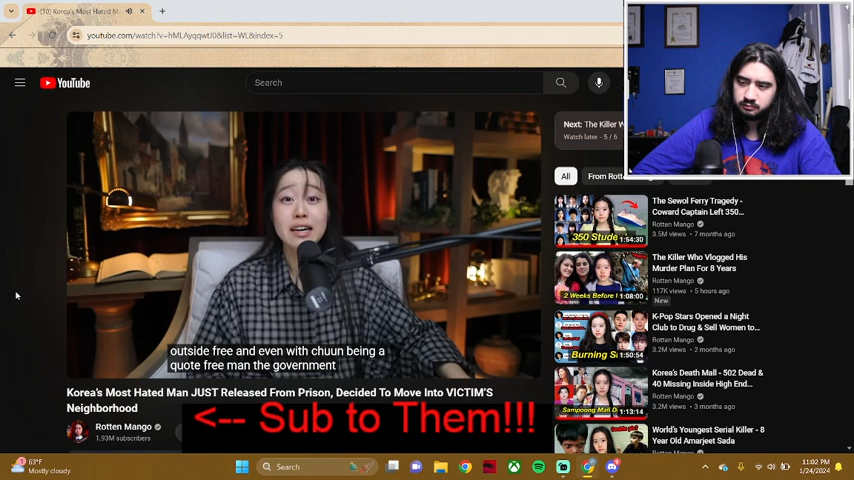 (10) Korea's Most Hated M
youtube.com/watch?v=hMLAyqqwtJ0&list=WL&index=5
YouTube
Search
outside free and even with chuun being a
quote free man the government
Korea's Most Hated Man JUST Released From Prison, Decided To Move Into VICTIM'S
Neighborhood
Rotten Mango
1.93M subscribers
<-- Sub to Them!!!
Next: The Killer W
Watch later · 5 / 6
All
The Sewol Ferry Tragedy -
Coward Captain Left 350...
Rotten Mango
3.5M views · 7 months ago
350 Stude
1:54:30
The Killer Who Vlogged His
Murder Plan For 8 Years
Rotten Mango
117K views · 5 hours ago
New
2 Weeks Before
1:08:00
K-Pop Stars Opened a Night
Club to Drug & Sell Women to...
Rotten Mango
3.2M views · 2 months ago
Burning S
1:50:54
Korea's Death Mall - 502 Dead &
40 Missing Inside High End...
Rotten Mango
3.2M views · 3 months ago
Sampoong Mall D
1:13:14
World's Youngest Serial Killer - 8
Year Old Amarjeet Sada
Rotten Mango
63°F
Mostly cloudy
Search
11:02 PM
1/24/2024